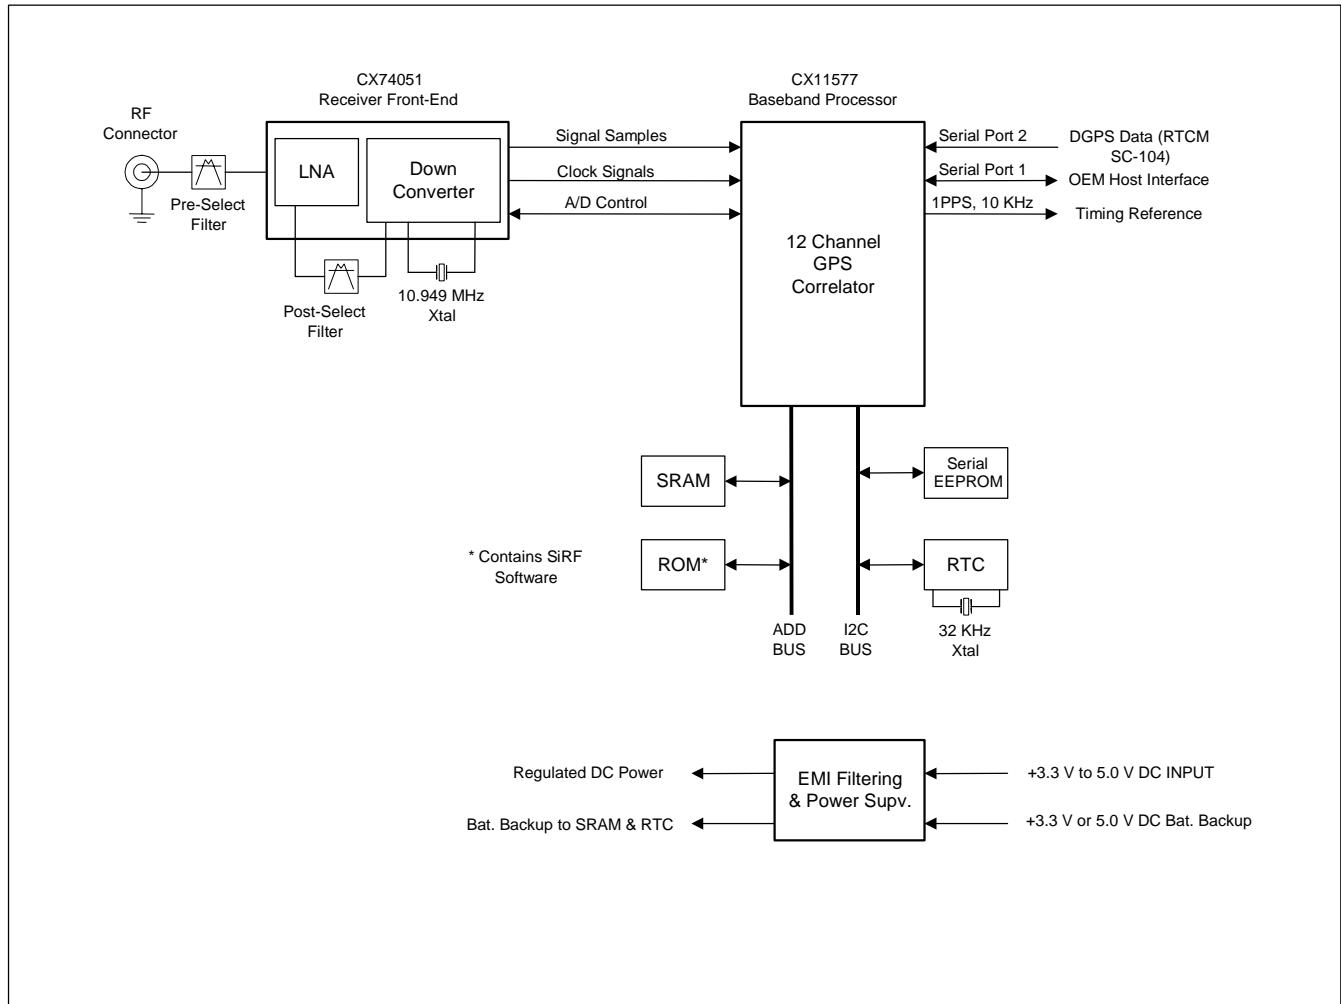 CX74051
Receiver Front-End
CX11577
Baseband Processor
RF
Connector
LNA
Down
Converter
Pre-Select
Filter
Post-Select
Filter
10.949 MHz
Xtal
Signal Samples
Clock Signals
A/D Control
12 Channel
GPS
Correlator
Serial Port 2
DGPS Data (RTCM
SC-104)
Serial Port 1
OEM Host Interface
1PPS, 10 KHz
Timing Reference
SRAM
Serial
EEPROM
* Contains SiRF
Software
ROM*
RTC
ADD
BUS
I2C
BUS
32 KHz
Xtal
Regulated DC Power
Bat. Backup to SRAM & RTC
EMI Filtering
& Power Supv.
+3.3 V to 5.0 V DC INPUT
+3.3 V or 5.0 V DC Bat. Backup